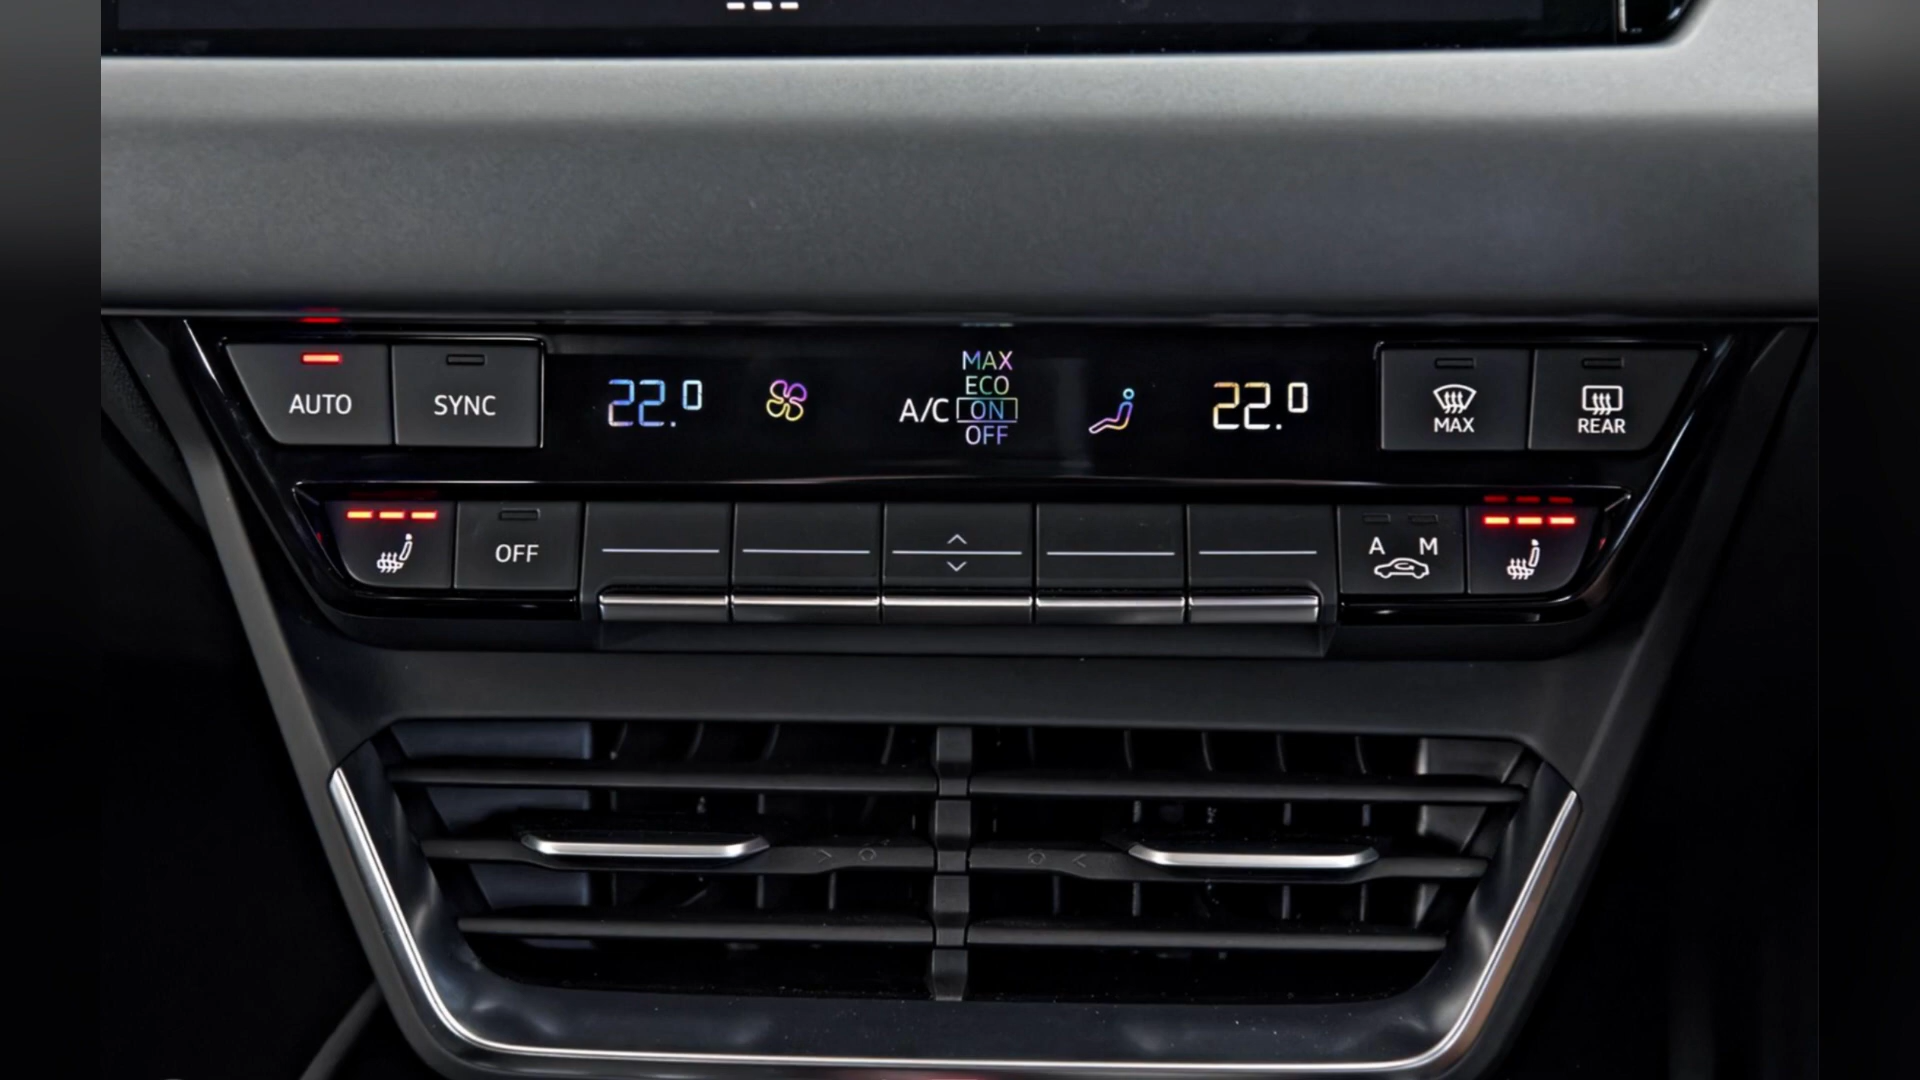 AUTO
SYNC
22.0
A/C
MAX
ECO
ON
OFF
22.0
MAX
REAR
OFF
A M